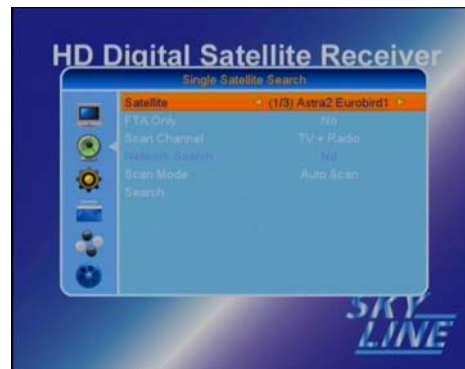 HD Digital Satellite Receiver
Single Satellite Search
Satellite (1/3) Astra2 Eurobird1
FTA Only No
Scan Channel TV + Radio
Network Search No
Scan Mode Auto Scan
Search
SKY
LINE